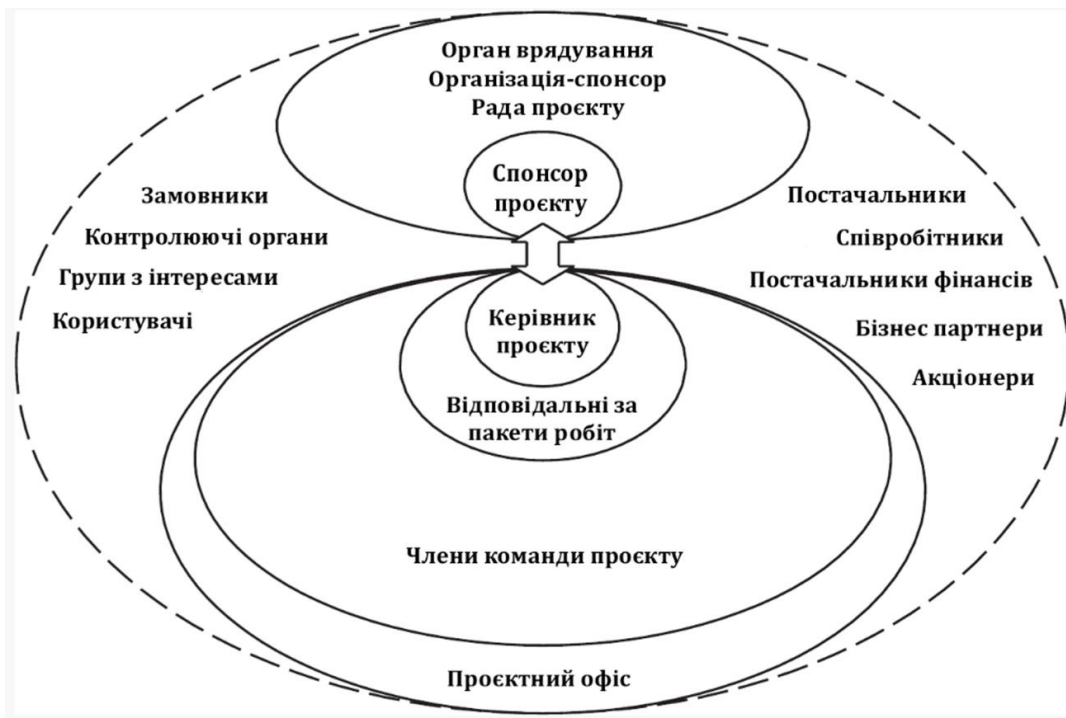 Орган врядування
Організація-спонсор
Рада проєкту
Спонсор
проєкту
Замовники
Контролюючі органи
Групи з інтересами
Користувачі
Постачальники
Співробітники
Постачальники фінансів
Бізнес партнери
Акціонери
Керівник
проєкту
Відповідальні за
пакети робіт
Члени команди проєкту
Проєктний офіс